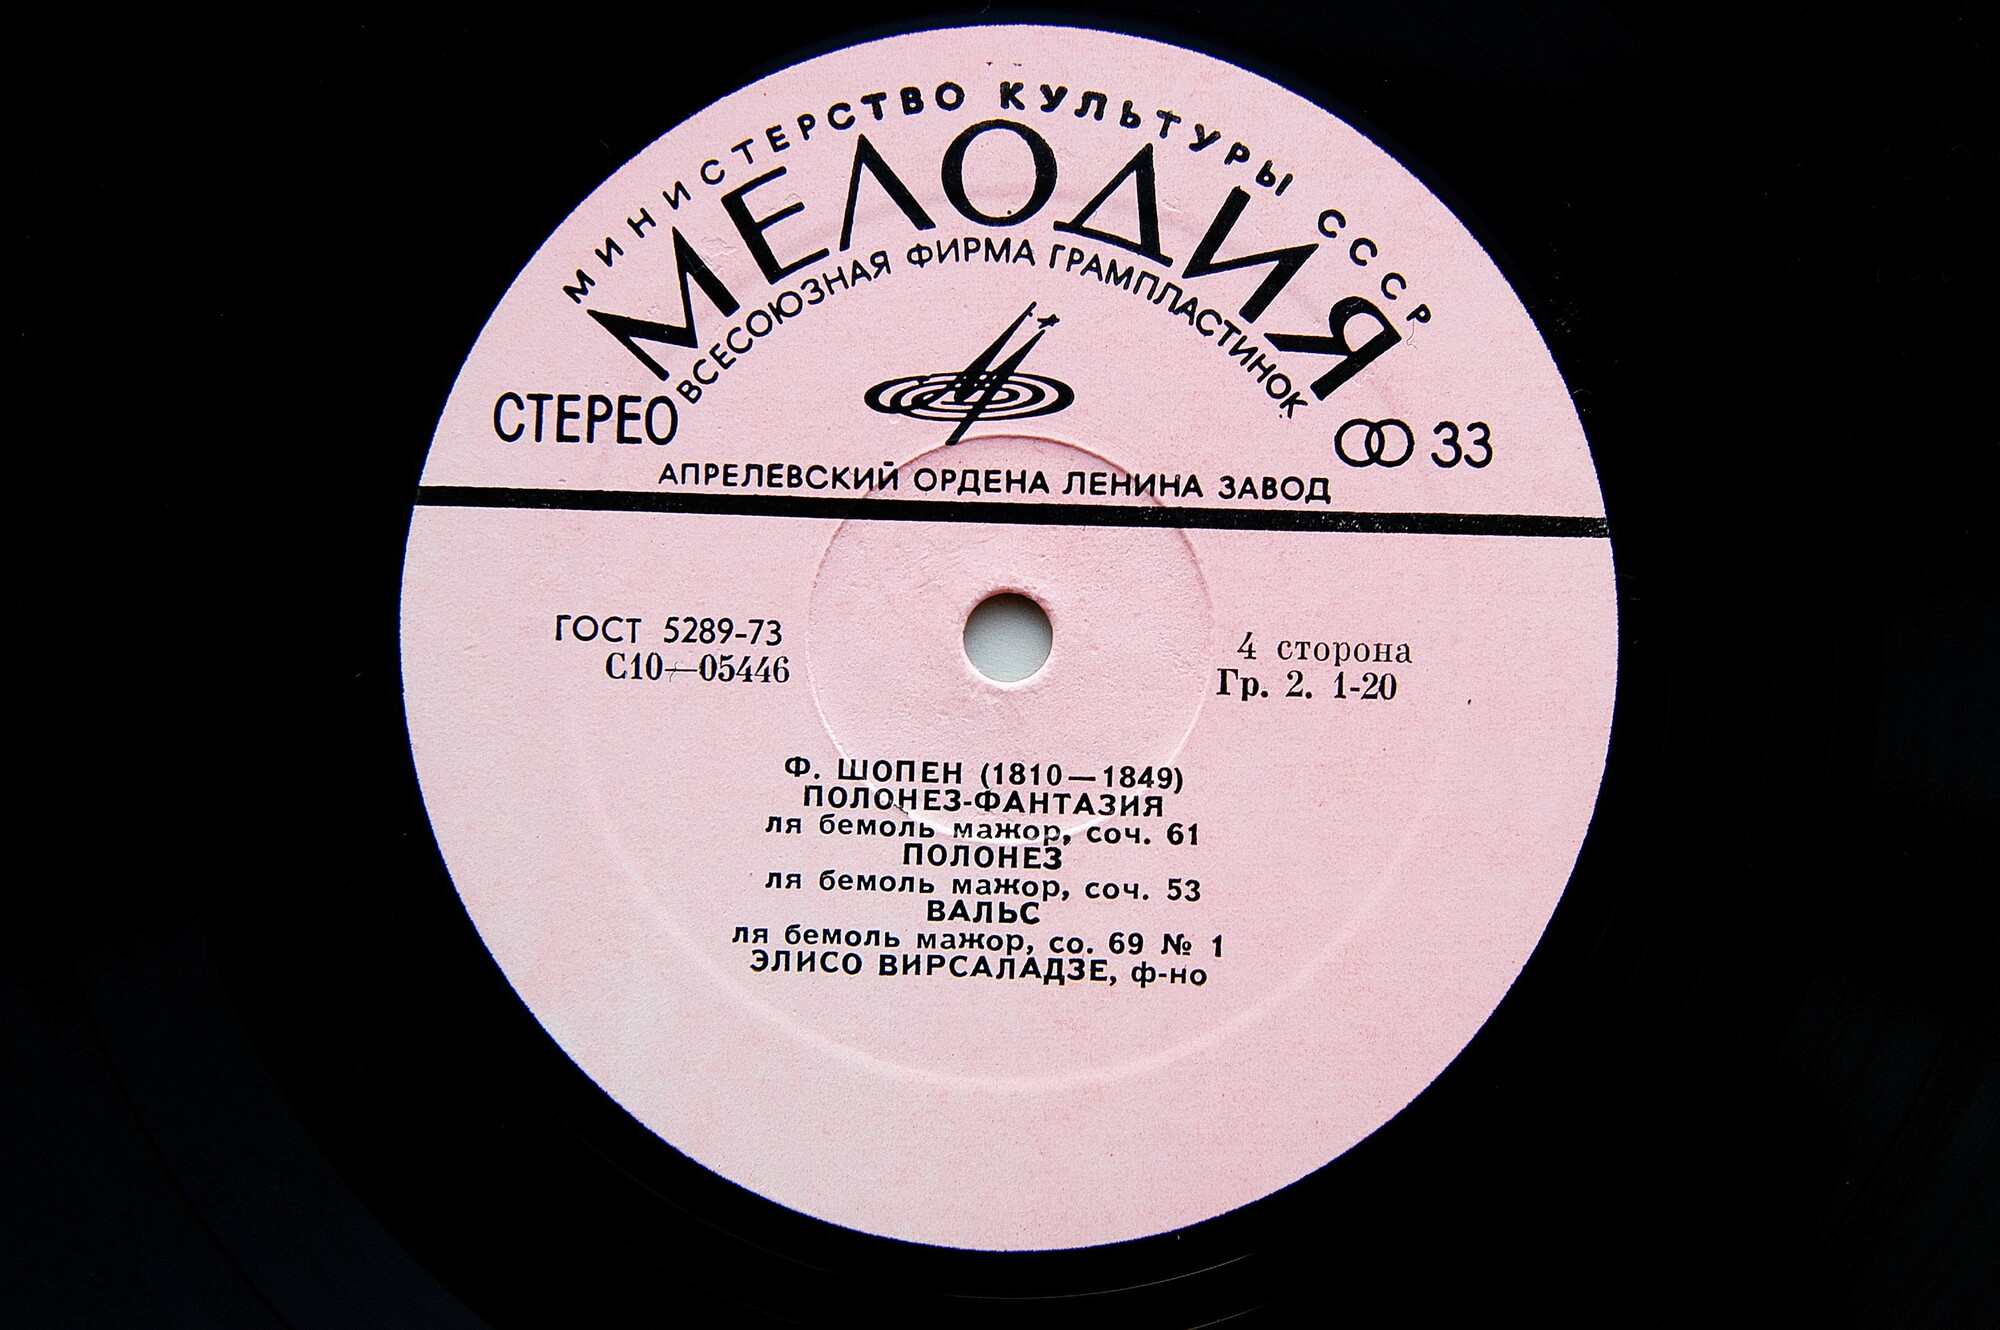 МИНИСТЕРСТВО КУЛЬТУРЫ СССР
МЕЛОДИЯ
ВСЕСОЮЗНАЯ ФИРМА ГРАМПЛАСТИНОК
СТЕРЕО
33
АПРЕЛЕВСКИЙ ОРДЕНА ЛЕНИНА ЗАВОД
ГОСТ 5289-73
С10—05446
4 сторона
Гр. 2. 1-20
Ф. ШОПЕН (1810—1849)
ПОЛОНЕЗ-ФАНТАЗИЯ
ля бемоль мажор, соч. 61
ПОЛОНЕЗ
ля бемоль мажор, соч. 53
ВАЛЬС
ля бемоль мажор, со. 69 № 1
ЭЛИСО ВИРСАЛАДЗЕ, ф-но